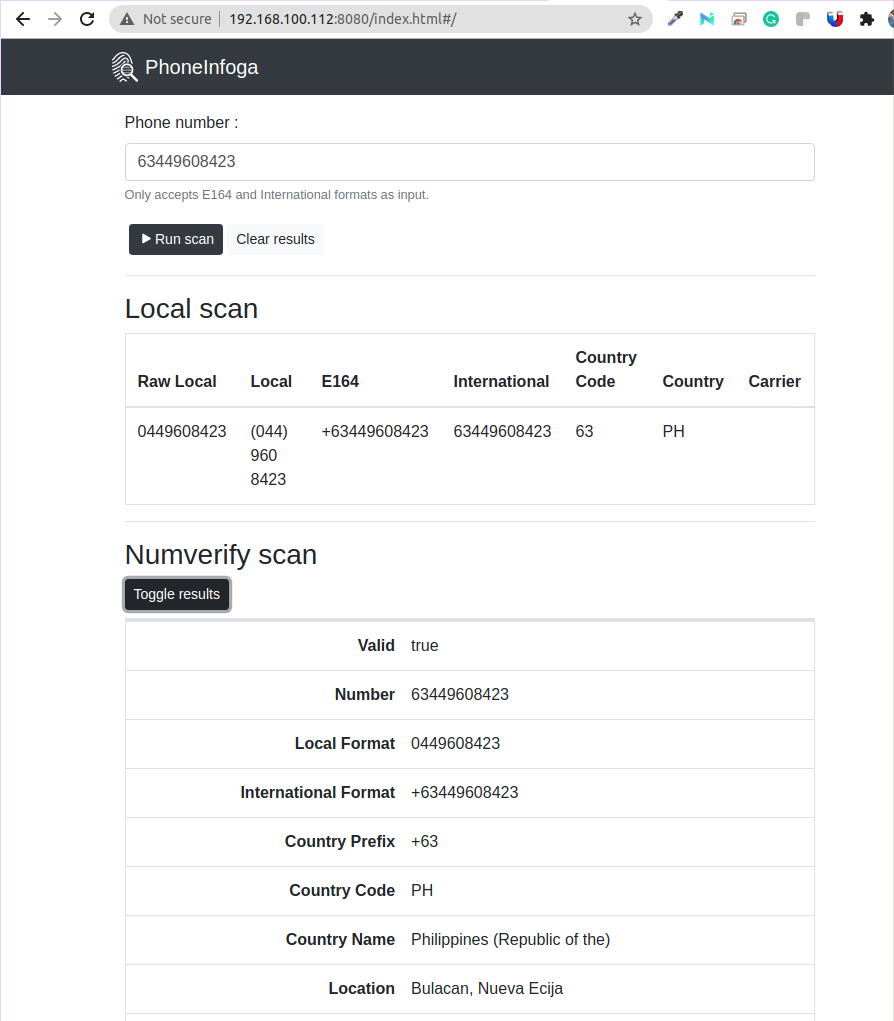 Not secure | 192.168.100.112:8080/index.html#/
PhoneInfoga
Phone number :
63449608423
Only accepts E164 and International formats as input.
Run scan Clear results
Local scan
Raw Local Local E164 International Country Code Country Carrier
0449608423 (044) 960 8423 +63449608423 63449608423 63 PH
Numverify scan
Toggle results
Valid true
Number 63449608423
Local Format 0449608423
International Format +63449608423
Country Prefix +63
Country Code PH
Country Name Philippines (Republic of the)
Location Bulacan, Nueva Ecija